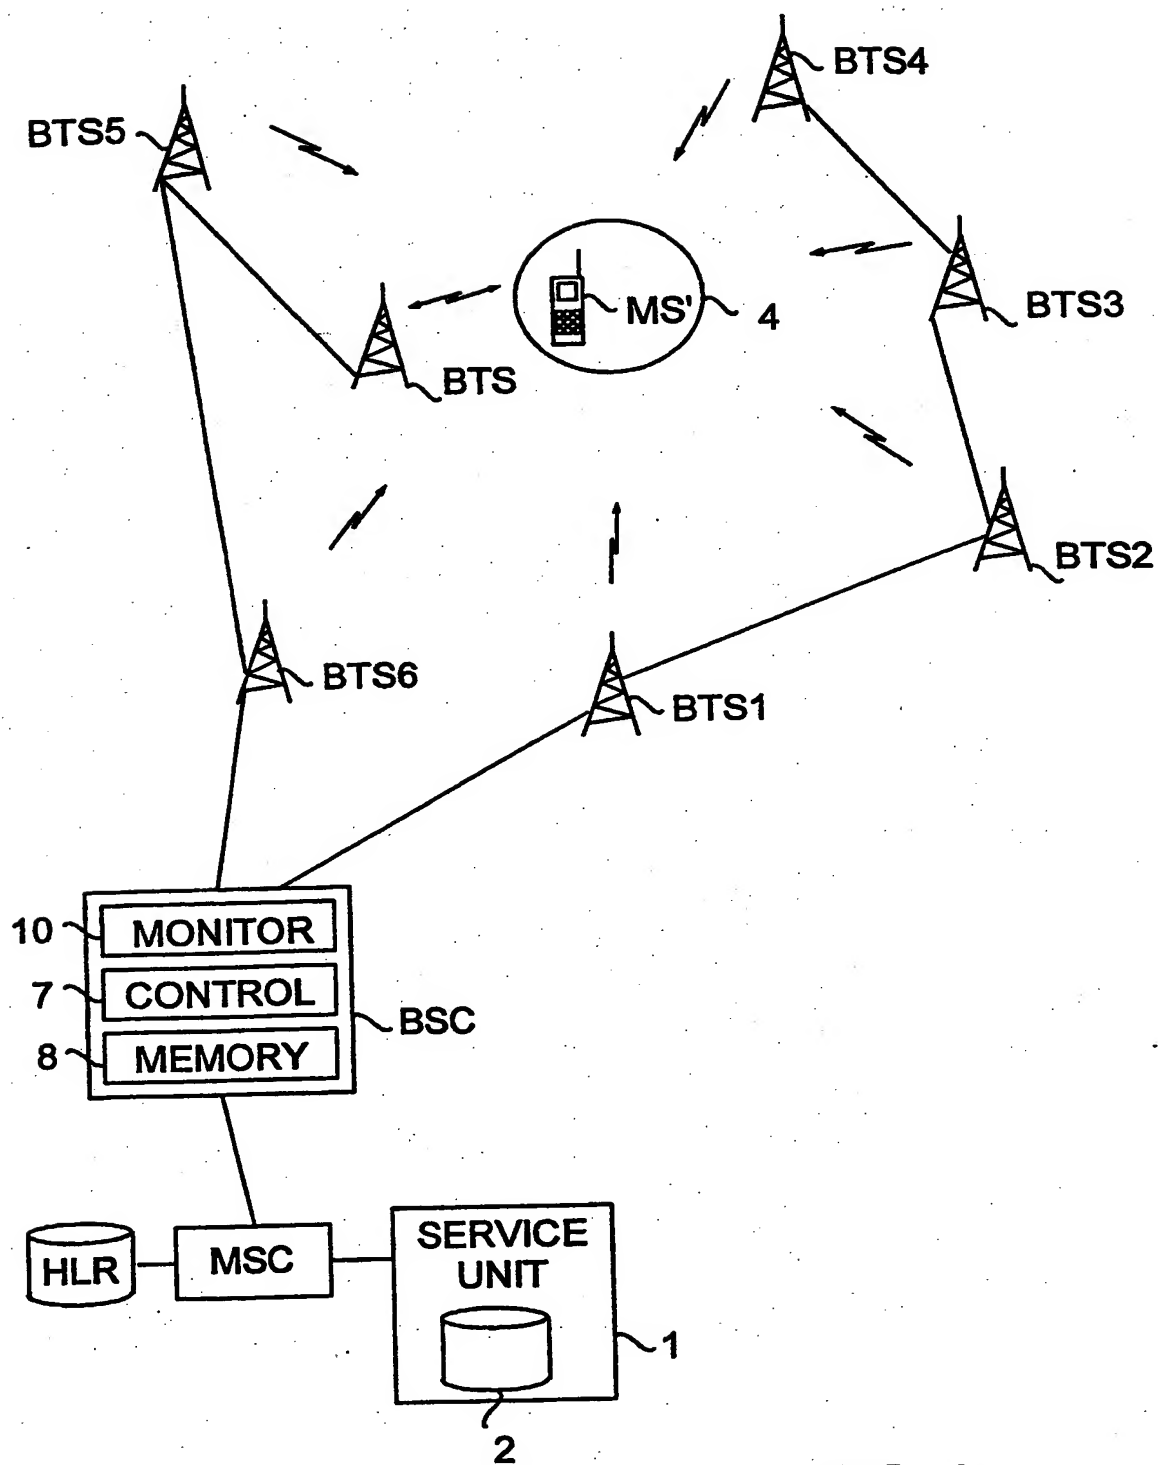 BTS4
BTS5
MS'
4
BTS3
BTS
BTS2
BTS6
BTS1
10
MONITOR
7
CONTROL
BSC
8
MEMORY
SERVICE
UNIT
HLR
MSC
1
2